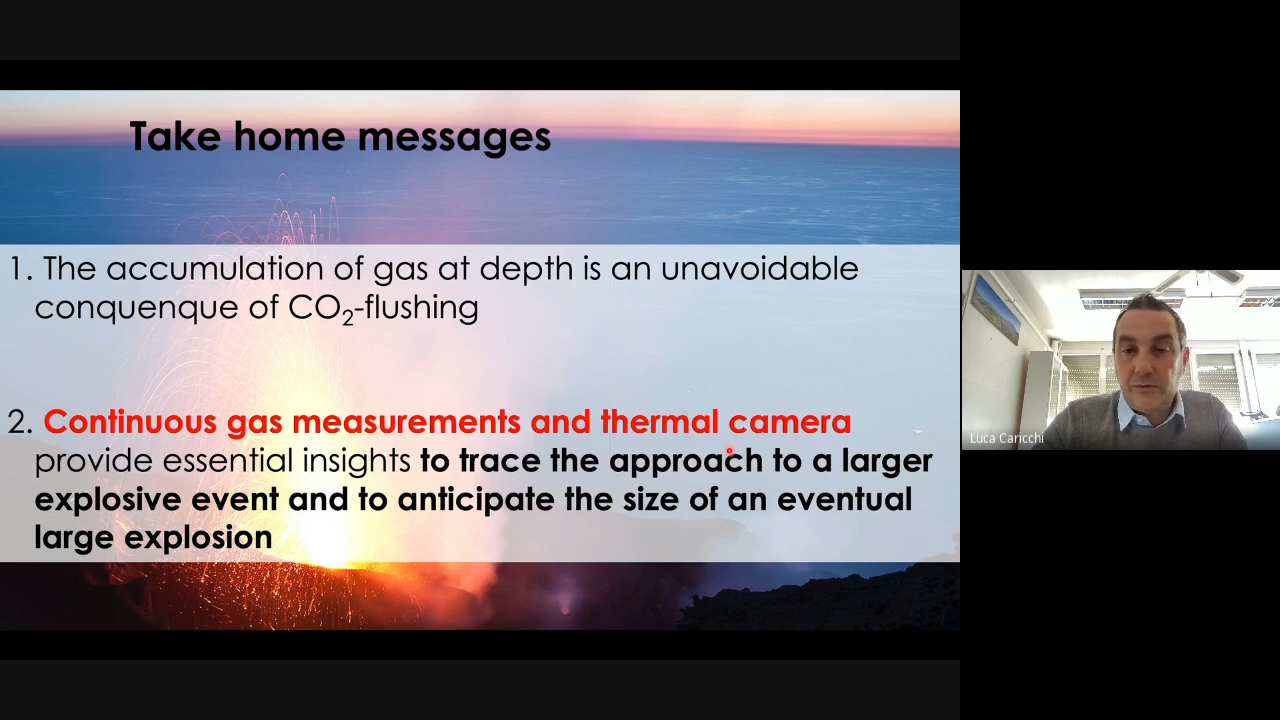 Take home messages
1. The accumulation of gas at depth is an unavoidable
conquenque of CO₂-flushing
2. Continuous gas measurements and thermal camera
provide essential insights to trace the approach to a larger
explosive event and to anticipate the size of an eventual
large explosion
Luca Caricchi